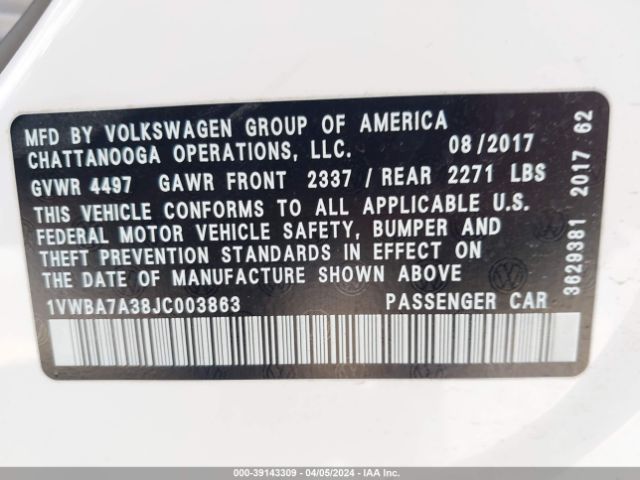 MFD BY VOLKSWAGEN GROUP OF AMERICA
CHATTANOOGA OPERATIONS, LLC. 08/2017
GVWR 4497 GAWR FRONT 2337 / REAR 2271 LBS
THIS VEHICLE CONFORMS TO ALL APPLICABLE U.S.
FEDERAL MOTOR VEHICLE SAFETY, BUMPER AND
THEFT PREVENTION STANDARDS IN EFFECT ON
THE DATE OF MANUFACTURE SHOWN ABOVE
1VWBA7A38JC003863 PASSENGER CAR
3629381 2017 62
IAA - 39143309 - 04/05/2024 - IAAI.COM